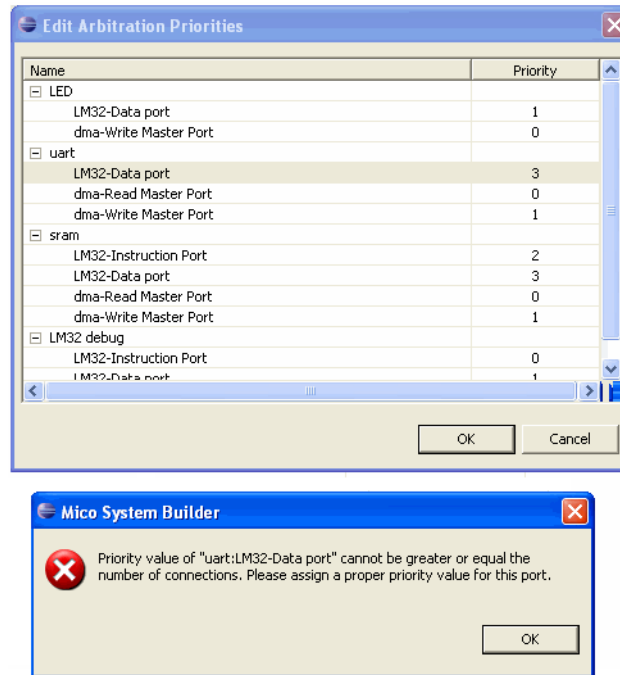 Edit Arbitration Priorities
Name Priority
LED
LM32-Data port 1
dma-Write Master Port 0
uart
LM32-Data port 3
dma-Read Master Port 0
dma-Write Master Port 1
sram
LM32-Instruction Port 2
LM32-Data port 3
dma-Read Master Port 0
dma-Write Master Port 1
LM32 debug
LM32-Instruction Port 0
LM32-Data port 1
OK Cancel
Mico System Builder
Priority value of "uart:LM32-Data port" cannot be greater or equal the
number of connections. Please assign a proper priority value for this port.
OK